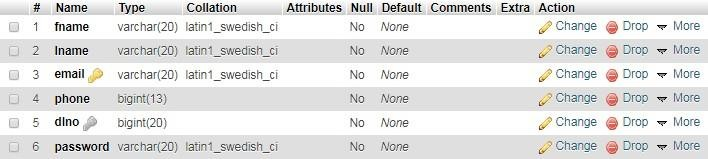 # Name Type Collation Attributes Null Default Comments Extra Action
1 fname varchar(20) latin1_swedish_ci No None Change Drop More
2 lname varchar(20) latin1_swedish_ci No None Change Drop More
3 email varchar(20) latin1_swedish_ci No None Change Drop More
4 phone bigint(13) No None Change Drop More
5 dlno bigint(20) No None Change Drop More
6 password varchar(20) latin1_swedish_ci No None Change Drop More